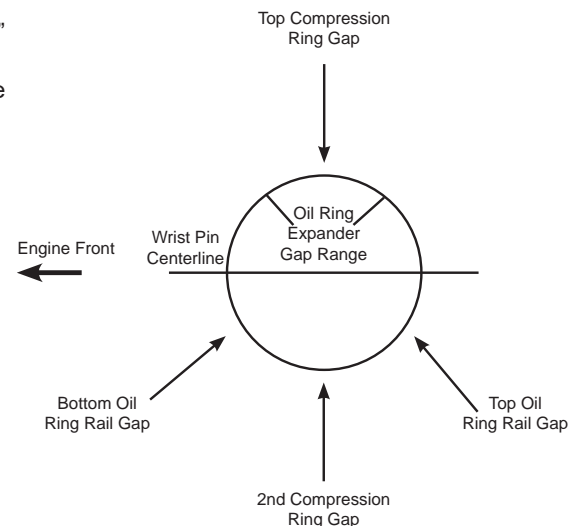 ”
e
Top Compression
Ring Gap
Oil Ring
Expander
Gap Range
Wrist Pin
Centerline
Engine Front
Bottom Oil
Ring Rail Gap
Top Oil
Ring Rail Gap
2nd Compression
Ring Gap